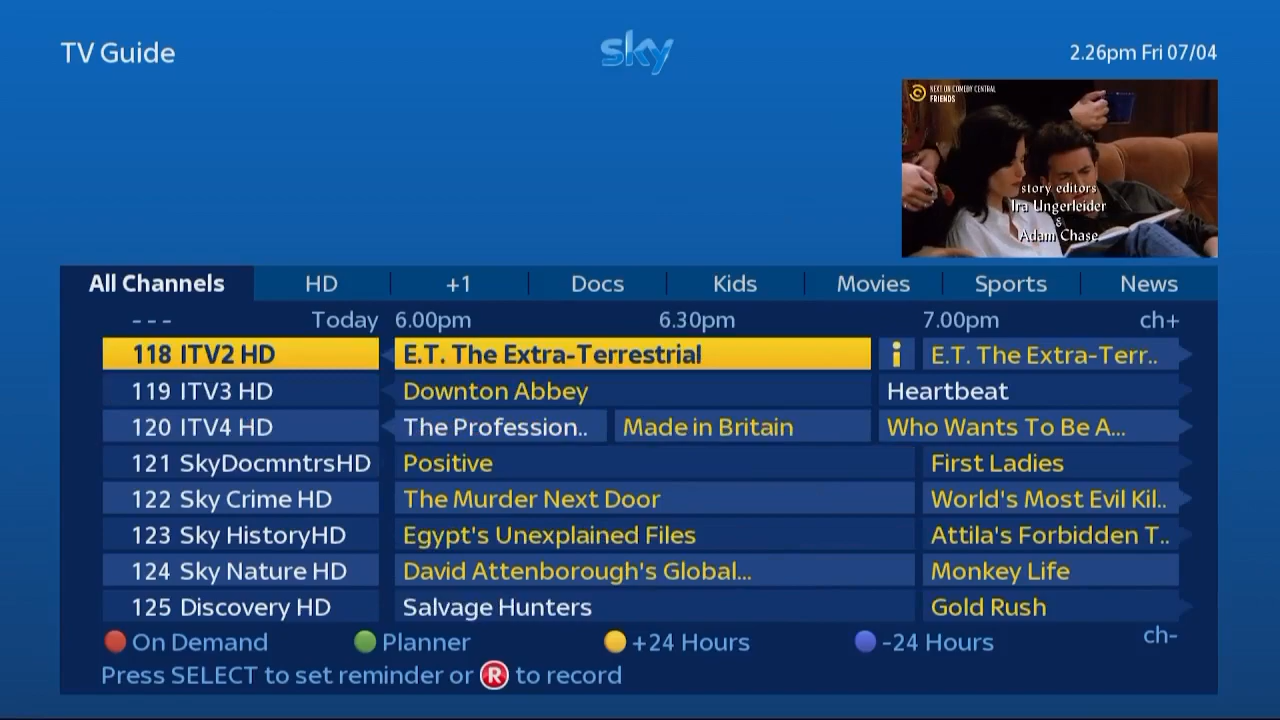 TV Guide
sky
2.26pm Fri 07/04
NEXT ON COMEDY CENTRAL
FRIENDS
story editors
Ira Ungerleider
&
Adam Chase
All Channels HD +1 Docs Kids Movies Sports News
--- Today 6.00pm 6.30pm 7.00pm ch+
118 ITV2 HD E.T. The Extra-Terrestrial i E.T. The Extra-Terr..
119 ITV3 HD Downton Abbey Heartbeat
120 ITV4 HD The Profession.. Made in Britain Who Wants To Be A...
121 SkyDocmntrsHD Positive First Ladies
122 Sky Crime HD The Murder Next Door World's Most Evil Kil..
123 Sky HistoryHD Egypt's Unexplained Files Attila's Forbidden T..
124 Sky Nature HD David Attenborough's Global... Monkey Life
125 Discovery HD Salvage Hunters Gold Rush
On Demand Planner +24 Hours -24 Hours ch-
Press SELECT to set reminder or R to record